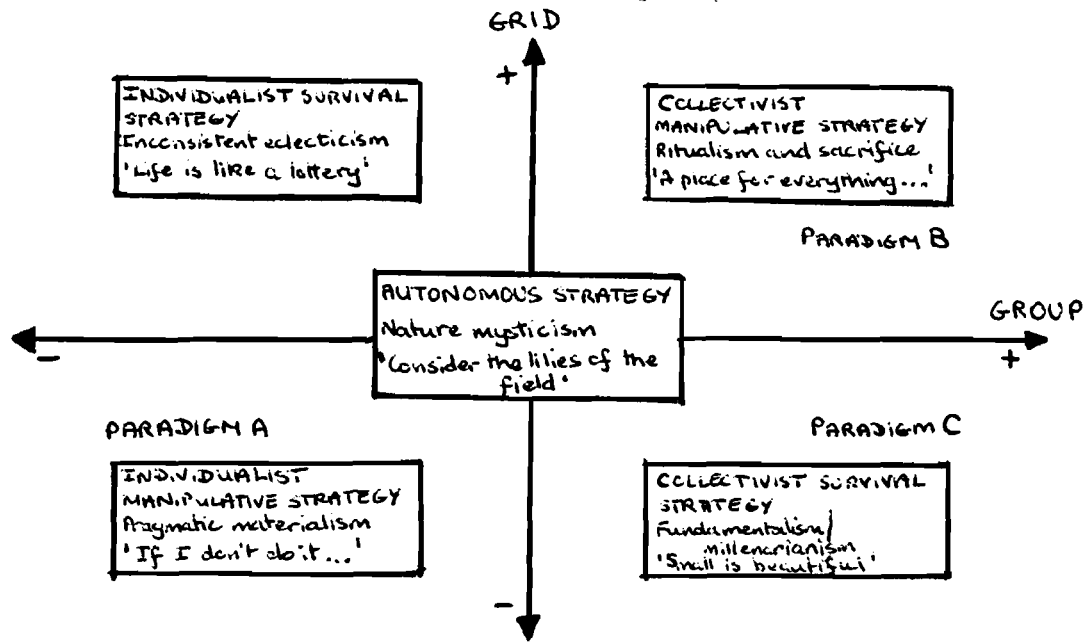 GRID
+
INDIVIDUALIST SURVIVAL
STRATEGY
Inconsistent eclecticism
'Life is like a lottery'
COLLECTIVIST
MANIPULATIVE STRATEGY
Ritualism and sacrifice
'A place for everything...'
PARADIGM B
AUTONOMOUS STRATEGY
Nature mysticism
'Consider the lilies of the
field'
GROUP
-
+
PARADIGM A
PARADIGM C
INDIVIDUALIST
MANIPULATIVE STRATEGY
Pragmatic materialism
'If I don't do it...'
COLLECTIVIST SURVIVAL
STRATEGY
Fundamentalism/
millenarianism
'Small is beautiful'
-